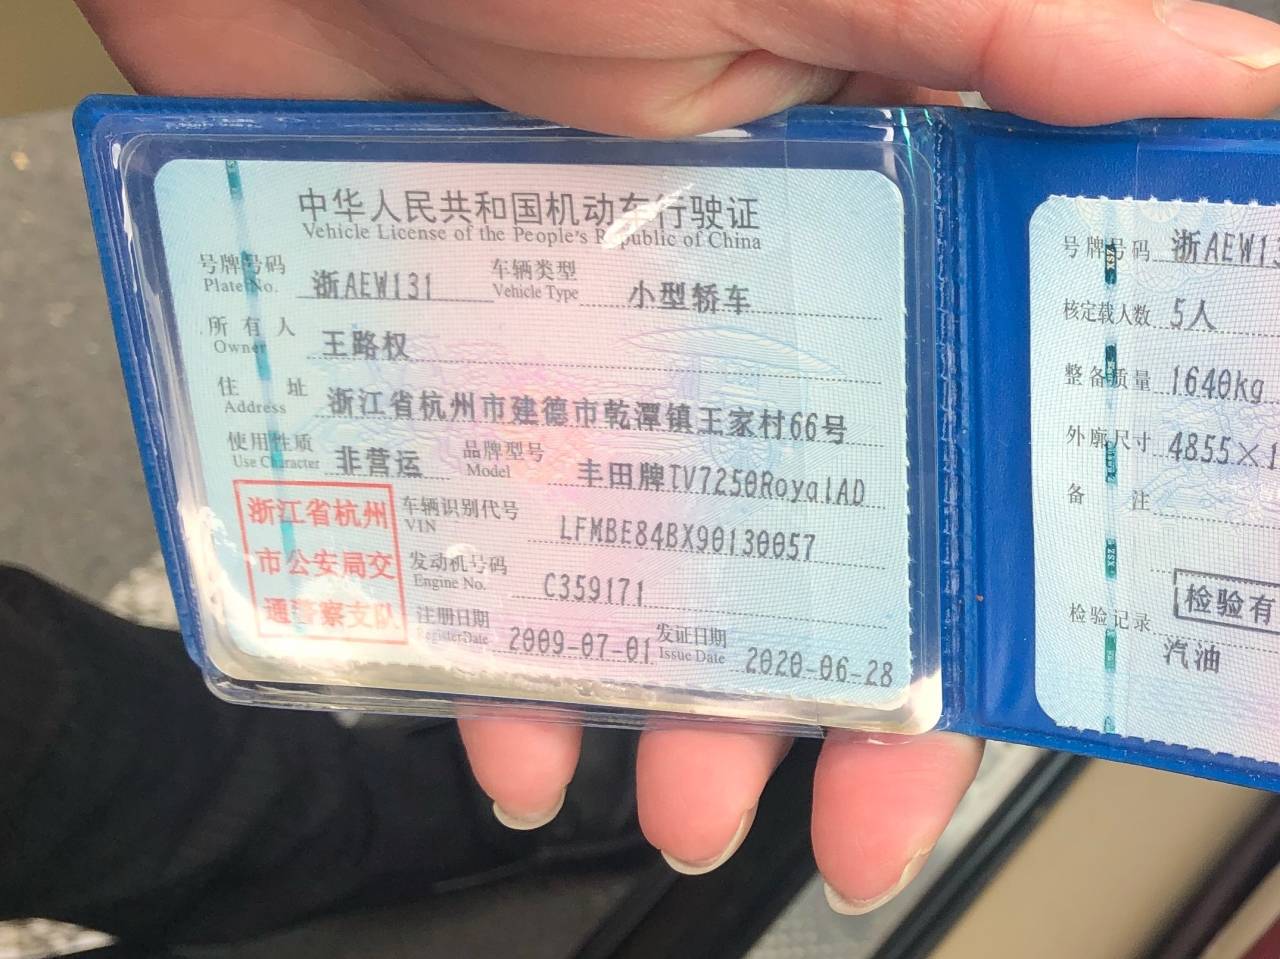 中华人民共和国机动车行驶证
Vehicle License of the People's Republic of China
号牌号码 浙AEW131 车辆类型 小型轿车
Plate No. Vehicle Type
所有人 王路权
Owner
住址 浙江省杭州市建德市乾潭镇王家村66号
Address
使用性质 非营运 品牌型号 丰田牌TV7250RoyalAD
Use Character Model
浙江省杭州
市公安局交
通警察支队
车辆识别代号 LFMBE84BX90130057
VIN
发动机号码 C359171
Engine No.
注册日期 2009-07-01 发证日期 2020-06-28
Register Date Issue Date
号牌号码 浙AEW13
核定载人数 5人
整备质量 1640kg
外廓尺寸 4855×1
备注
检验有
检验记录
汽油